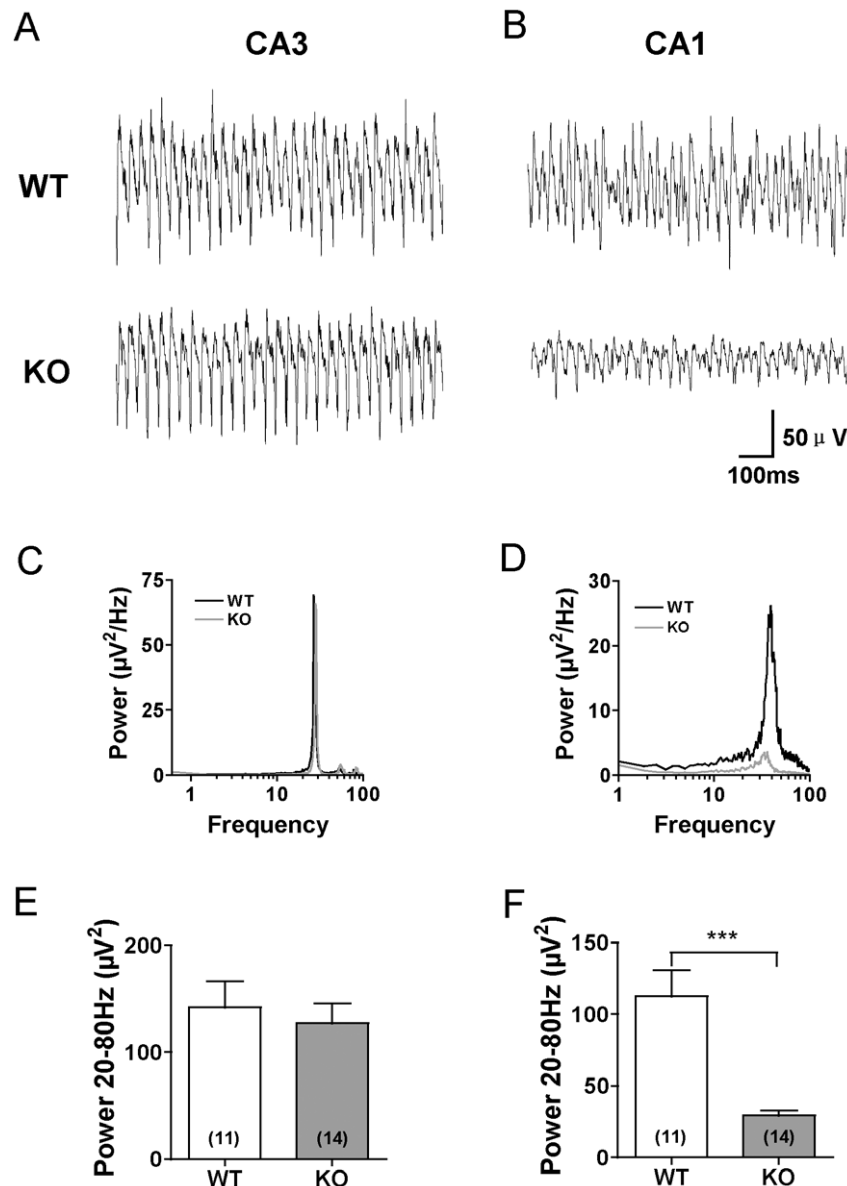 A
CA3
B
CA1
WT
KO
50 μ V
100ms
C
Power (µV²/Hz)
75
50
25
0
WT
KO
1
10
100
Frequency
D
Power (µV²/Hz)
30
20
10
0
WT
KO
1
10
100
Frequency
E
Power 20-80Hz (µV²)
200
100
0
(11)
(14)
WT
KO
F
Power 20-80Hz (µV²)
150
100
50
0
***
(11)
(14)
WT
KO